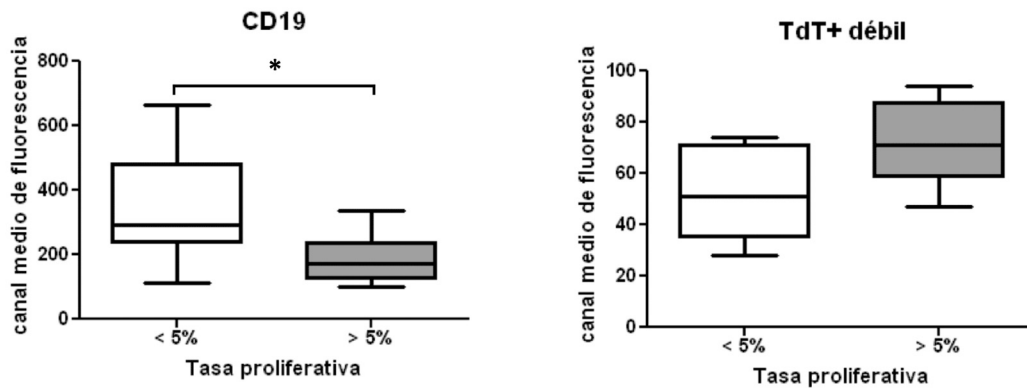 CD19
canal medio de fluorescencia
800
600
400
200
0
*
< 5%
> 5%
Tasa proliferativa
TdT+ débil
canal medio de fluorescencia
100
80
60
40
20
0
< 5%
> 5%
Tasa proliferativa